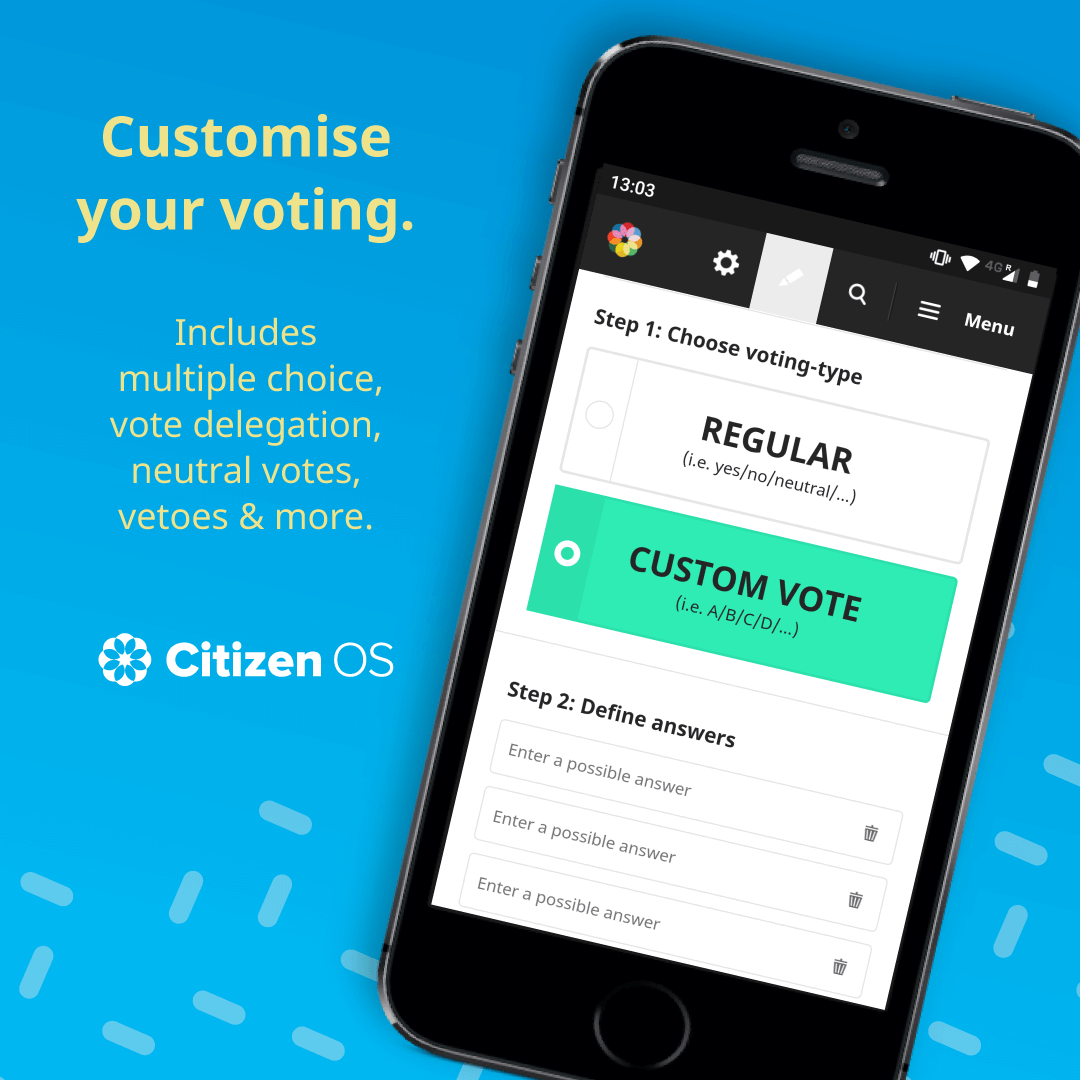 Customise
your voting.
Includes
multiple choice,
vote delegation,
neutral votes,
vetoes & more.
Citizen OS
13:03
4G R
Menu
Step 1: Choose voting-type
REGULAR
(i.e. yes/no/neutral/...)
CUSTOM VOTE
(i.e. A/B/C/D/...)
Step 2: Define answers
Enter a possible answer
Enter a possible answer
Enter a possible answer